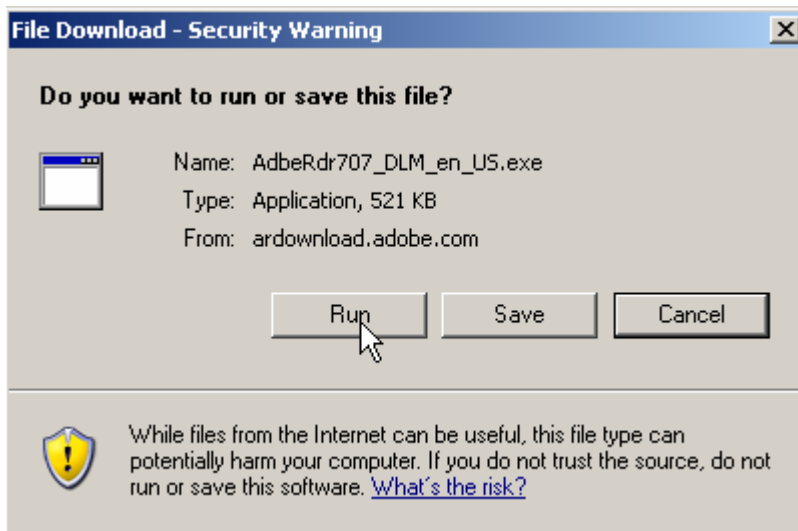 File Download - Security Warning
Do you want to run or save this file?
Name: AdbeRdr707_DLM_en_US.exe
Type: Application, 521 KB
From: ardownload.adobe.com
Run Save Cancel
While files from the Internet can be useful, this file type can
potentially harm your computer. If you do not trust the source, do not
run or save this software. What's the risk?